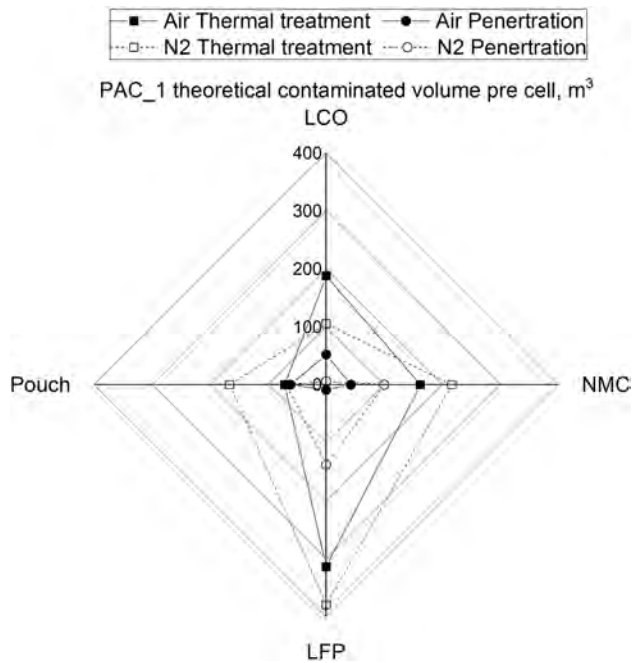 Air Thermal treatment Air Penertration
N2 Thermal treatment N2 Penertration
PAC_1 theoretical contaminated volume pre cell, m³
LCO
400
300
200
100
Pouch
NMC
LFP